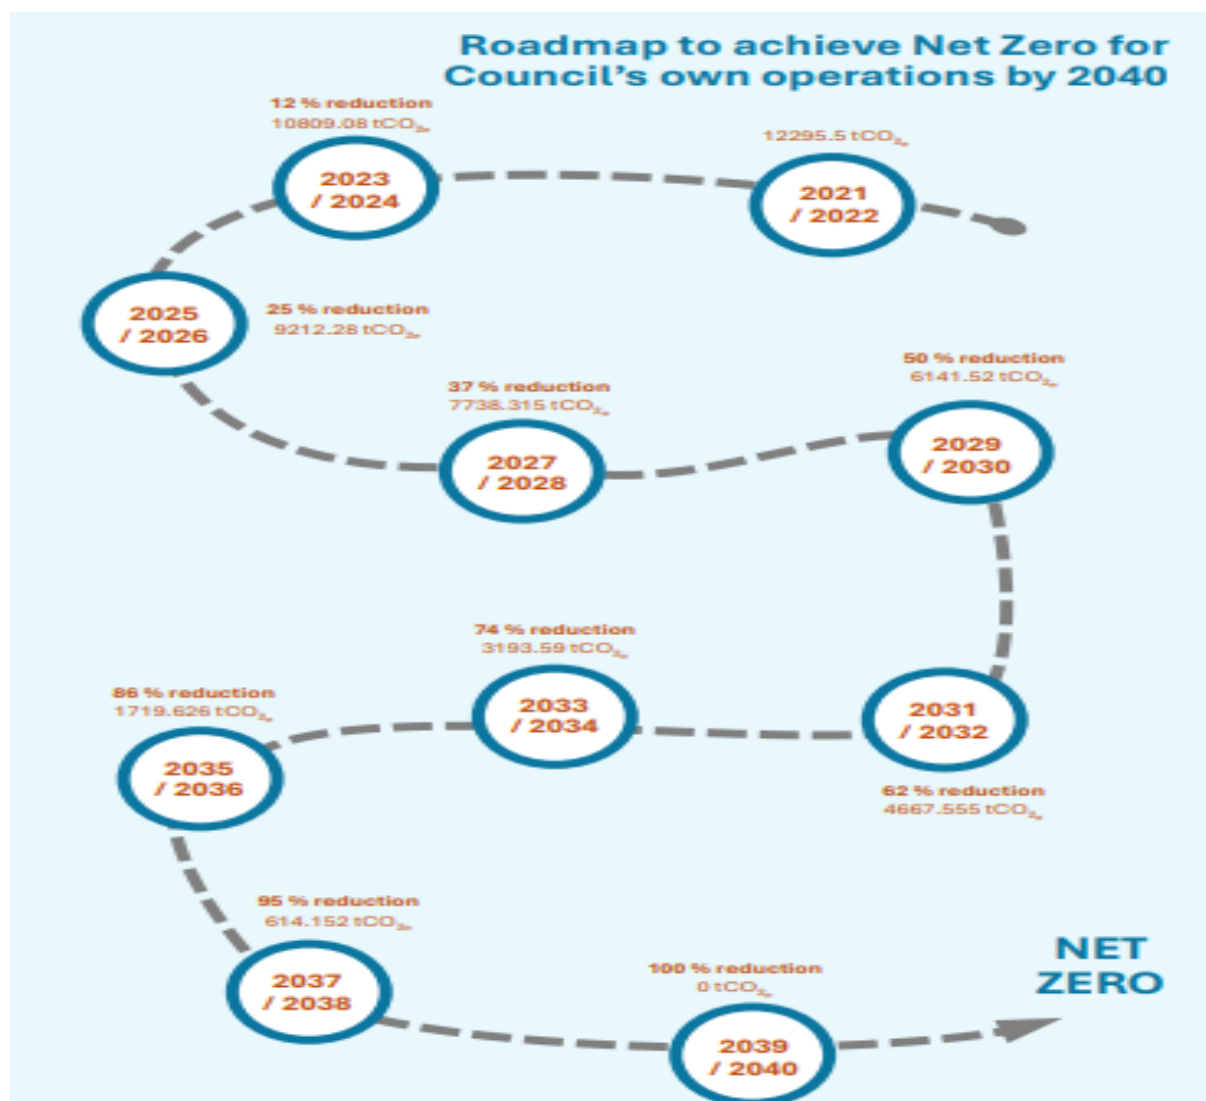 Roadmap to achieve Net Zero for
Council's own operations by 2040
12295.5 tCO₂ₑ
2021
/ 2022
12 % reduction
10809.08 tCO₂ₑ
2023
/ 2024
25 % reduction
9212.28 tCO₂ₑ
2025
/ 2026
37 % reduction
7738.315 tCO₂ₑ
2027
/ 2028
50 % reduction
6141.52 tCO₂ₑ
2029
/ 2030
62 % reduction
4667.555 tCO₂ₑ
2031
/ 2032
74 % reduction
3193.59 tCO₂ₑ
2033
/ 2034
86 % reduction
1719.626 tCO₂ₑ
2035
/ 2036
95 % reduction
614.152 tCO₂ₑ
2037
/ 2038
100 % reduction
0 tCO₂ₑ
2039
/ 2040
NET
ZERO